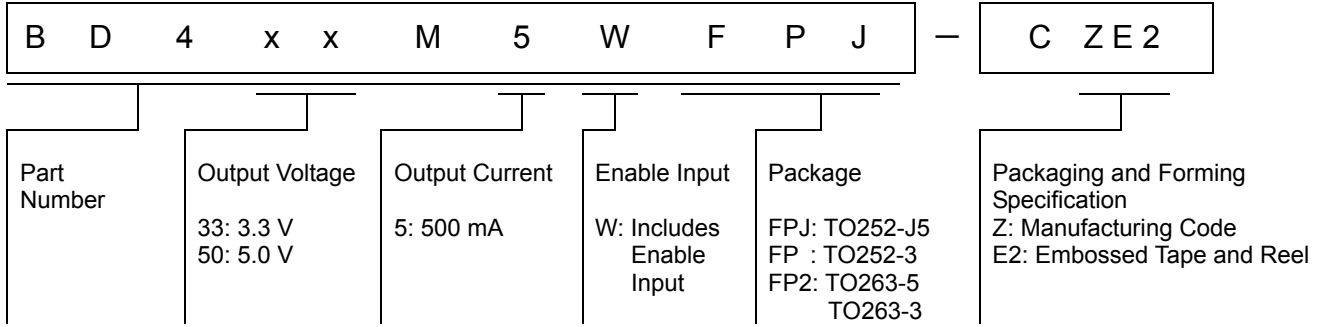 B D 4 x x M 5 W F P J – C Z E 2
Part
Number
Output Voltage
33: 3.3 V
50: 5.0 V
Output Current
5: 500 mA
Enable Input
W: Includes
Enable
Input
Package
FPJ: TO252-J5
FP : TO252-3
FP2: TO263-5
TO263-3
Packaging and Forming
Specification
Z: Manufacturing Code
E2: Embossed Tape and Reel